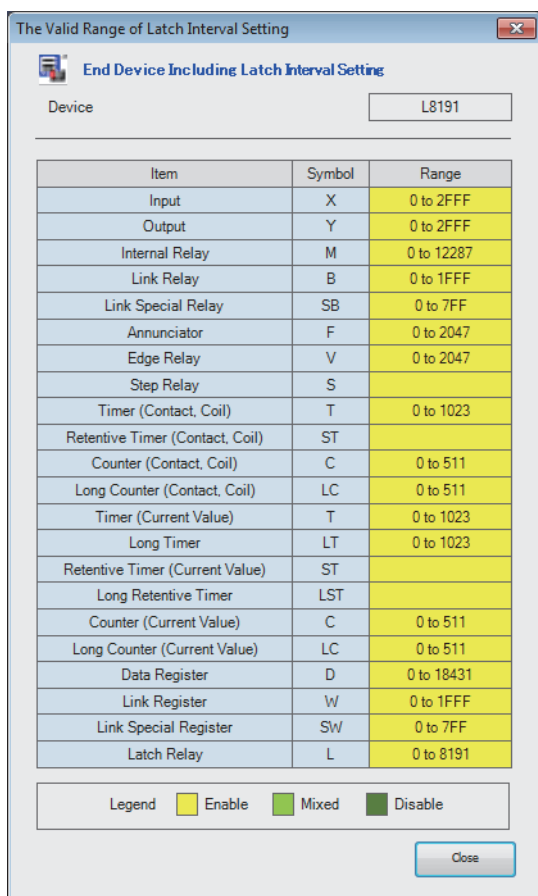 The Valid Range of Latch Interval Setting
End Device Including Latch Interval Setting
Device L8191
Item Symbol Range
Input X 0 to 2FFF
Output Y 0 to 2FFF
Internal Relay M 0 to 12287
Link Relay B 0 to 1FFF
Link Special Relay SB 0 to 7FF
Annunciator F 0 to 2047
Edge Relay V 0 to 2047
Step Relay S
Timer (Contact, Coil) T 0 to 1023
Retentive Timer (Contact, Coil) ST
Counter (Contact, Coil) C 0 to 511
Long Counter (Contact, Coil) LC 0 to 511
Timer (Current Value) T 0 to 1023
Long Timer LT 0 to 1023
Retentive Timer (Current Value) ST
Long Retentive Timer LST
Counter (Current Value) C 0 to 511
Long Counter (Current Value) LC 0 to 511
Data Register D 0 to 18431
Link Register W 0 to 1FFF
Link Special Register SW 0 to 7FF
Latch Relay L 0 to 8191
Legend Enable Mixed Disable
Close